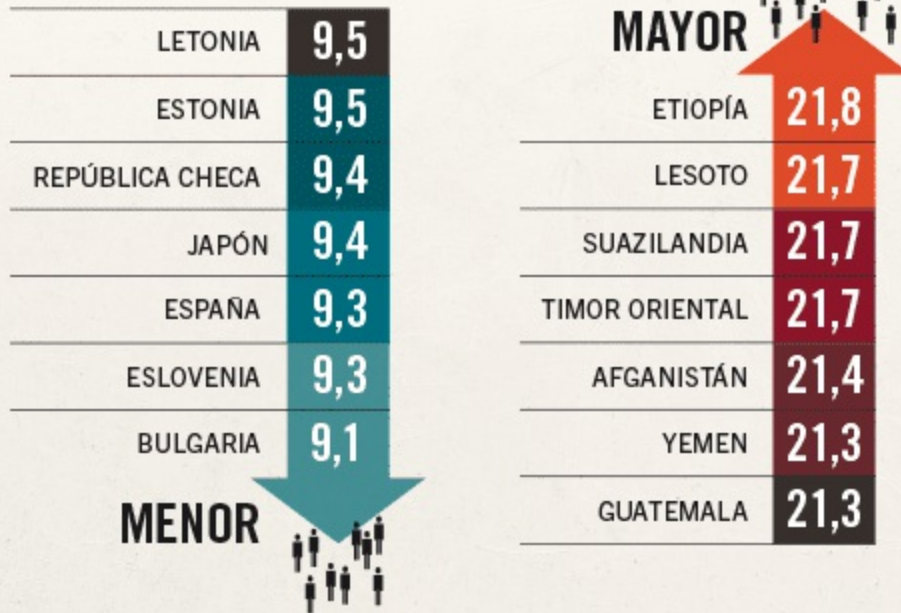 LETONIA 9,5
ESTONIA 9,5
REPÚBLICA CHECA 9,4
JAPÓN 9,4
ESPAÑA 9,3
ESLOVENIA 9,3
BULGARIA 9,1
MENOR
MAYOR
ETIOPÍA 21,8
LESOTO 21,7
SUAZILANDIA 21,7
TIMOR ORIENTAL 21,7
AFGANISTÁN 21,4
YEMEN 21,3
GUATEMALA 21,3